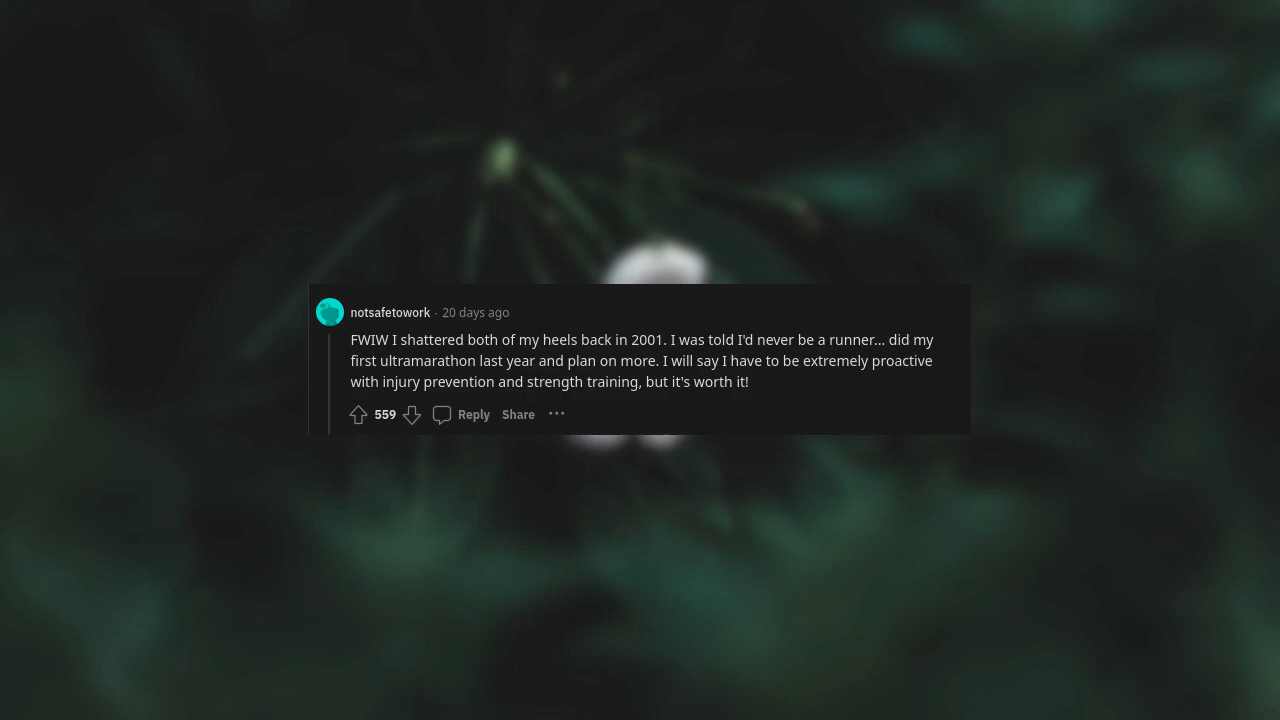 notsafetowork · 20 days ago
FWIW I shattered both of my heels back in 2001. I was told I'd never be a runner... did my
first ultramarathon last year and plan on more. I will say I have to be extremely proactive
with injury prevention and strength training, but it's worth it!
559 Reply Share ···